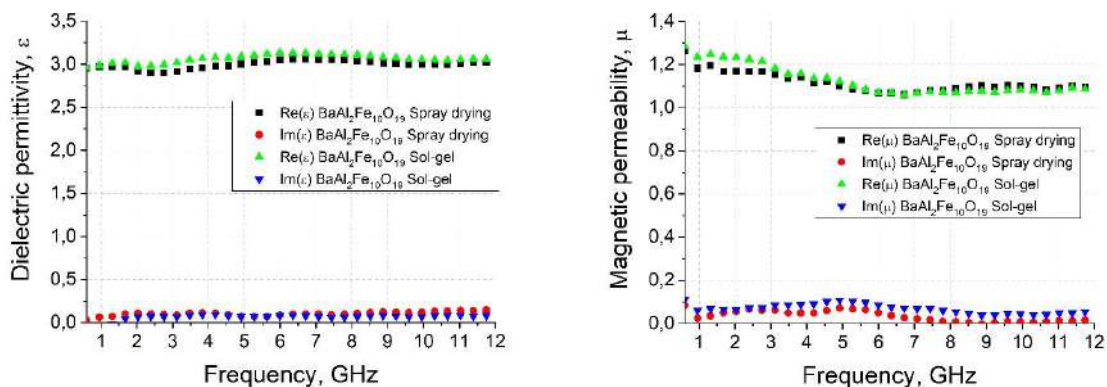 Dielectric permittivity, ε
3,5
3,0
2,5
2,0
1,5
1,0
0,5
0,0
Re(ε) BaAl₂Fe₁₀O₁₉ Spray drying
Im(ε) BaAl₂Fe₁₀O₁₉ Spray drying
Re(ε) BaAl₂Fe₁₀O₁₉ Sol-gel
Im(ε) BaAl₂Fe₁₀O₁₉ Sol-gel
1 2 3 4 5 6 7 8 9 10 11 12
Frequency, GHz
Magnetic permeability, μ
1,4
1,2
1,0
0,8
0,6
0,4
0,2
0,0
Re(μ) BaAl₂Fe₁₀O₁₉ Spray drying
Im(μ) BaAl₂Fe₁₀O₁₉ Spray drying
Re(μ) BaAl₂Fe₁₀O₁₉ Sol-gel
Im(μ) BaAl₂Fe₁₀O₁₉ Sol-gel
1 2 3 4 5 6 7 8 9 10 11 12
Frequency, GHz